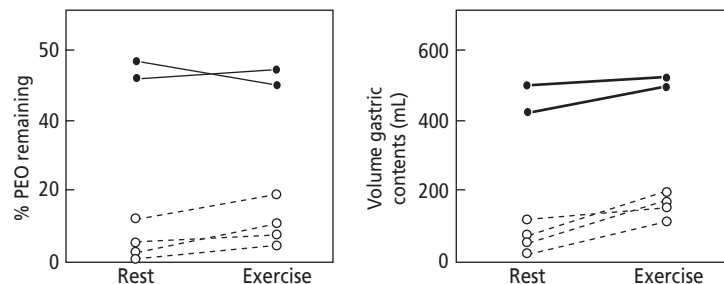 50
40
20
0
% PEO remaining
Rest
Exercise
600
400
200
0
Volume gastric
contents (mL)
Rest
Exercise